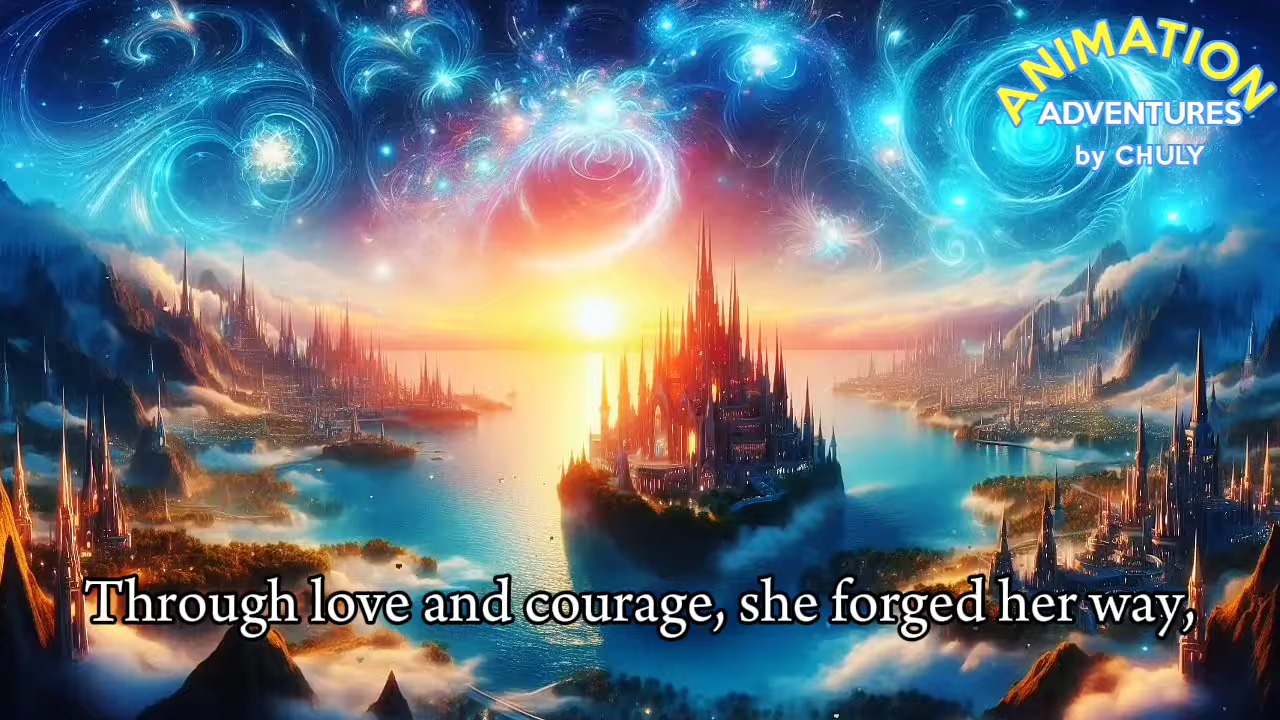 ANIMATION
ADVENTURES
by CHULY
Through love and courage, she forged her way,